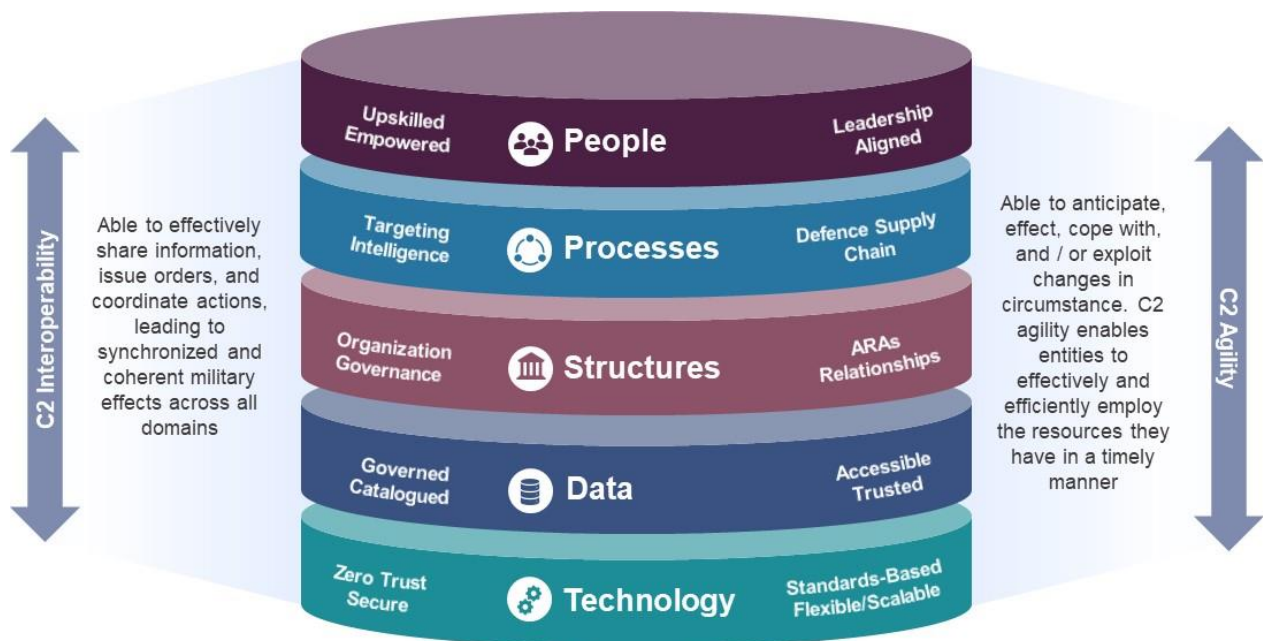 C2 Interoperability
Able to effectively
share information,
issue orders, and
coordinate actions,
leading to
synchronized and
coherent military
effects across all
domains
Upskilled
Empowered
People
Leadership
Aligned
Targeting
Intelligence
Processes
Defence Supply
Chain
Organization
Governance
Structures
ARAs
Relationships
Governed
Catalogued
Data
Accessible
Trusted
Zero Trust
Secure
Technology
Standards-Based
Flexible/Scalable
Able to anticipate,
effect, cope with,
and / or exploit
changes in
circumstance. C2
agility enables
entities to
effectively and
efficiently employ
the resources they
have in a timely
manner
C2 Agility